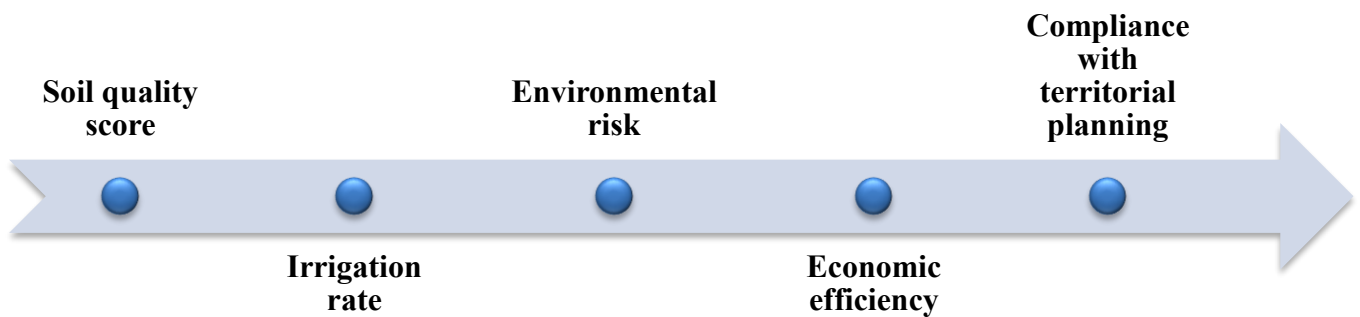 Soil quality
score
Irrigation
rate
Environmental
risk
Economic
efficiency
Compliance
with
territorial
planning